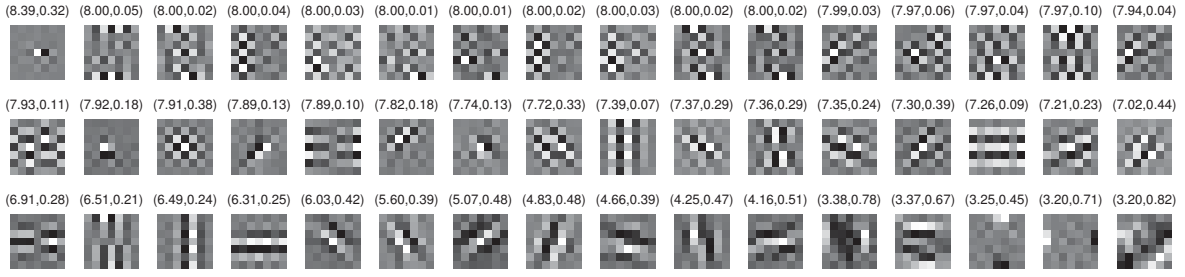 (8.39,0.32) (8.00,0.05) (8.00,0.02) (8.00,0.04) (8.00,0.03) (8.00,0.01) (8.00,0.01) (8.00,0.02) (8.00,0.03) (8.00,0.02) (8.00,0.02) (7.99,0.03) (7.97,0.06) (7.97,0.04) (7.97,0.10) (7.94,0.04)
(7.93,0.11) (7.92,0.18) (7.91,0.38) (7.89,0.13) (7.89,0.10) (7.82,0.18) (7.74,0.13) (7.72,0.33) (7.39,0.07) (7.37,0.29) (7.36,0.29) (7.35,0.24) (7.30,0.39) (7.26,0.09) (7.21,0.23) (7.02,0.44)
(6.91,0.28) (6.51,0.21) (6.49,0.24) (6.31,0.25) (6.03,0.42) (5.60,0.39) (5.07,0.48) (4.83,0.48) (4.66,0.39) (4.25,0.47) (4.16,0.51) (3.38,0.78) (3.37,0.67) (3.25,0.45) (3.20,0.71) (3.20,0.82)